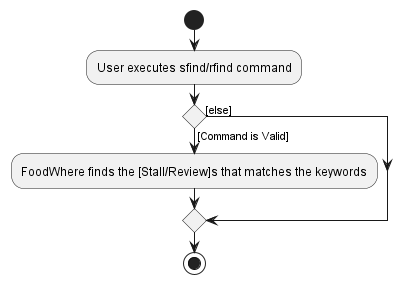 User executes sfind/rfind command
[else]
[Command is Valid]
FoodWhere finds the [Stall/Review]s that matches the keywords